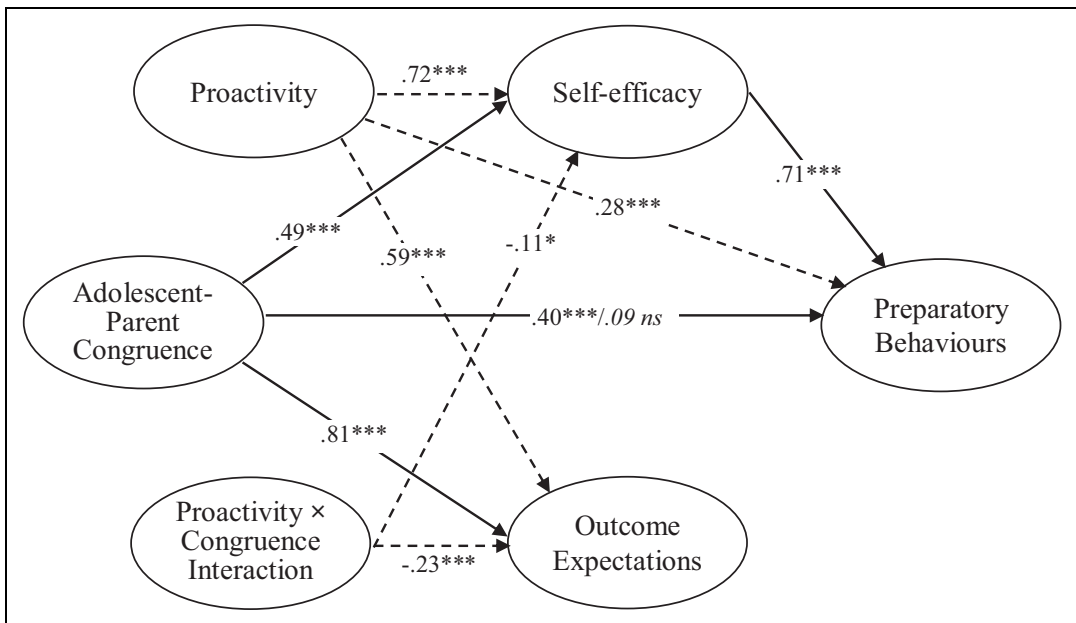 Proactivity
.72***
Self-efficacy
.71***
.28***
.49***
-.11*
.59***
Adolescent-
Parent
Congruence
.40***/.09 ns
Preparatory
Behaviours
.81***
Proactivity ×
Congruence
Interaction
-.23***
Outcome
Expectations